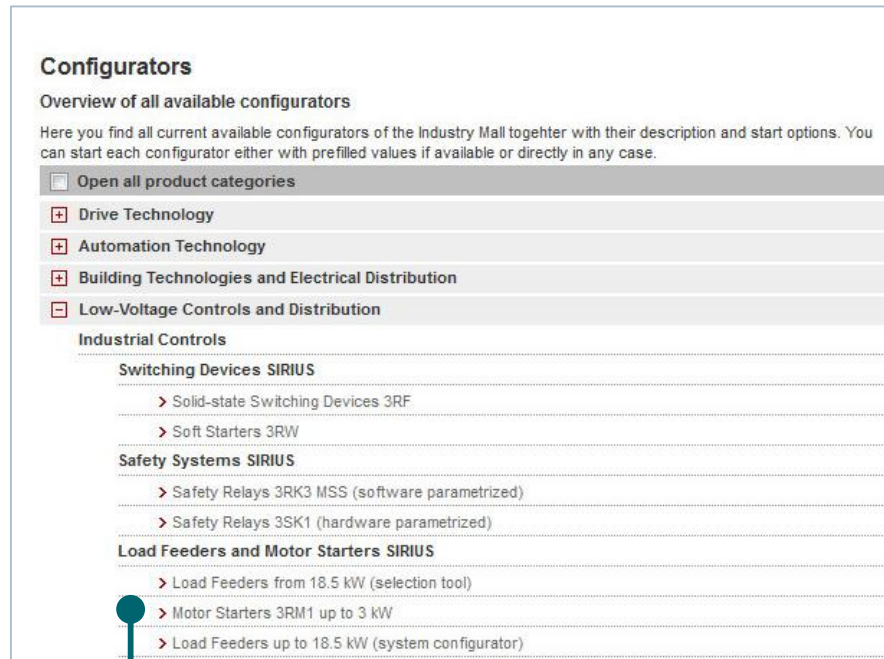 Configurators
Overview of all available configurators
Here you find all current available configurators of the Industry Mall togehter with their description and start options. You
can start each configurator either with prefilled values if available or directly in any case.
Open all product categories
Drive Technology
Automation Technology
Building Technologies and Electrical Distribution
Low-Voltage Controls and Distribution
Industrial Controls
Switching Devices SIRIUS
Solid-state Switching Devices 3RF
Soft Starters 3RW
Safety Systems SIRIUS
Safety Relays 3RK3 MSS (software parametrized)
Safety Relays 3SK1 (hardware parametrized)
Load Feeders and Motor Starters SIRIUS
Load Feeders from 18.5 kW (selection tool)
Motor Starters 3RM1 up to 3 kW
Load Feeders up to 18.5 kW (system configurator)